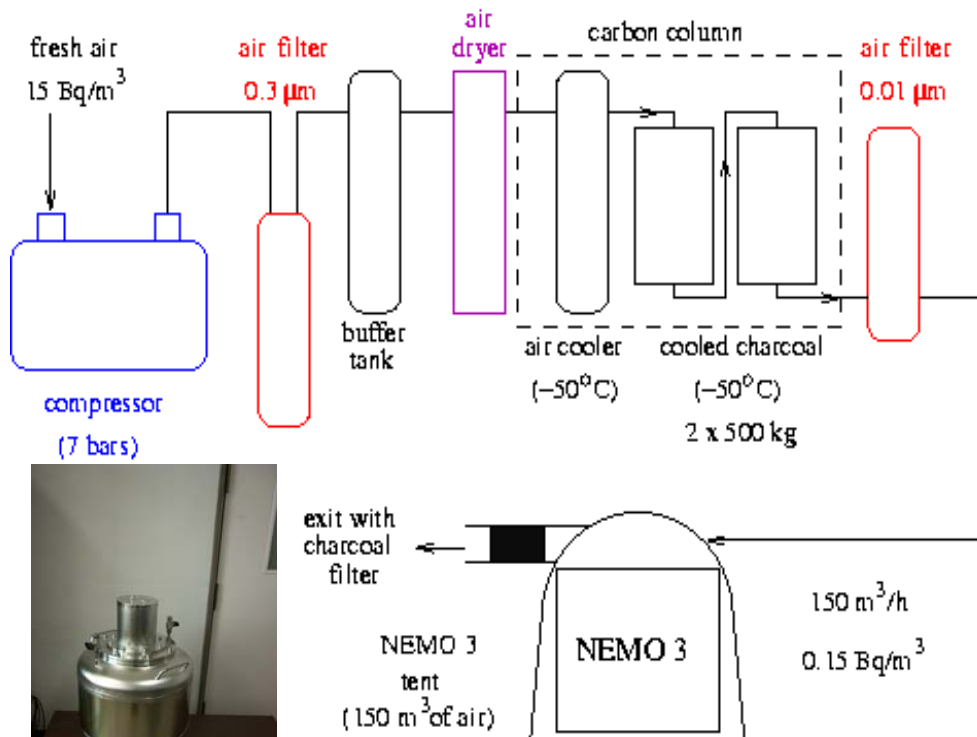 fresh air
15 Bq/m³
air filter
0.3 μm
air
dryer
carbon column
air filter
0.01 μm
buffer
tank
air cooler
(−50°C)
cooled charcoal
(−50°C)
2 x 500 kg
compressor
(7 bars)
exit with
charcoal
filter
NEMO 3
tent
(150 m³ of air)
NEMO 3
150 m³/h
0.15 Bq/m³